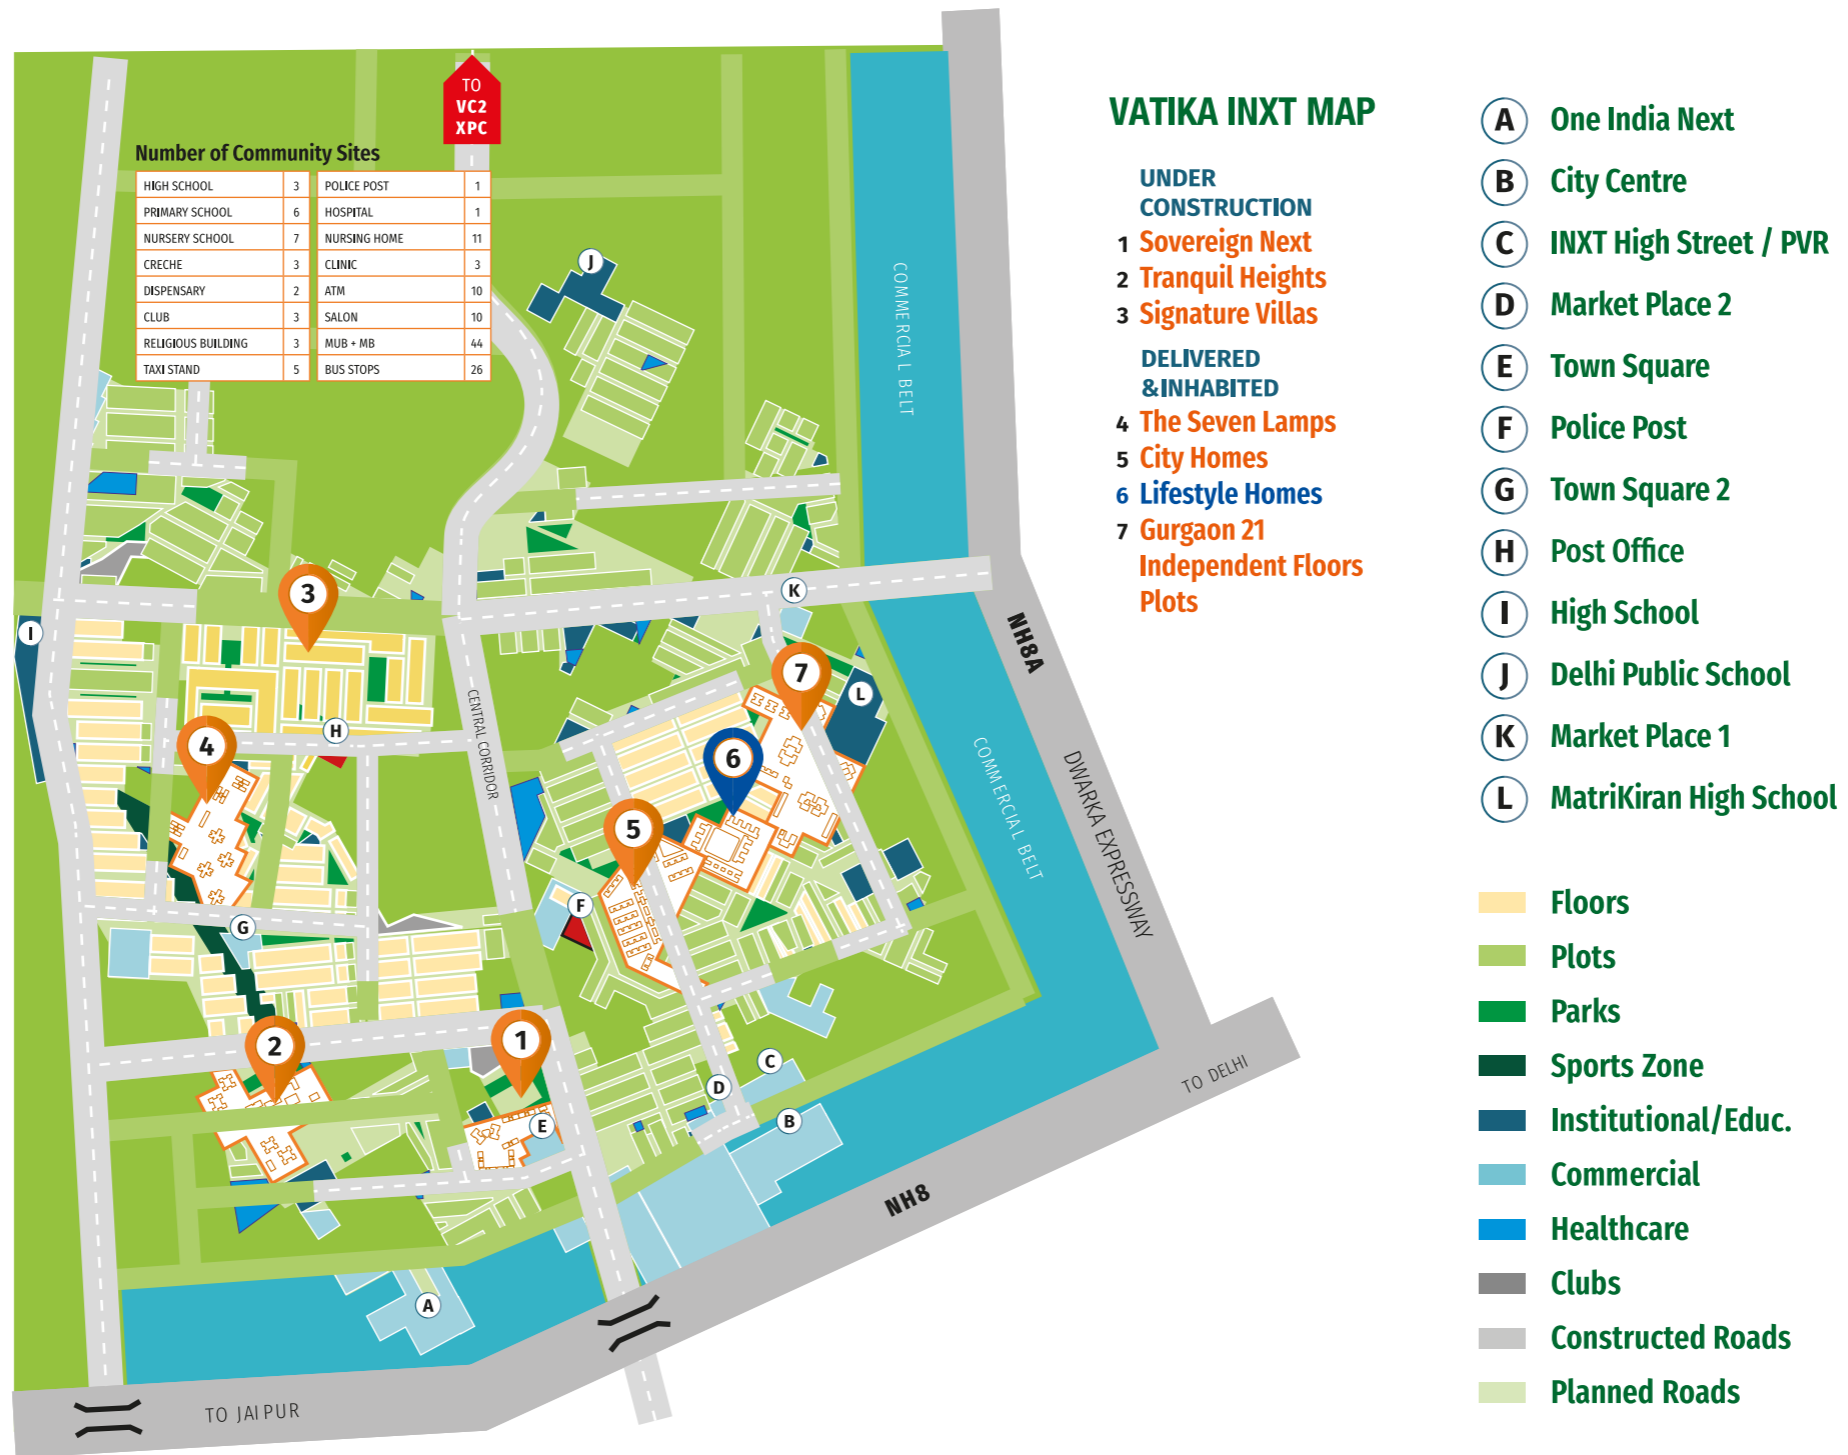 TO
VC2
XPC
Number of Community Sites
HIGH SCHOOL 3 POLICE POST 1
PRIMARY SCHOOL 6 HOSPITAL 1
NURSERY SCHOOL 7 NURSING HOME 11
CRECHE 3 CLINIC 3
DISPENSARY 2 ATM 10
CLUB 3 SALON 10
RELIGIOUS BUILDING 3 MUB + MB 44
TAXI STAND 5 BUS STOPS 26
J
COMMERCIAL BELT
K
3
I
NH8A
7
L
CENTRAL CORRIDOR
H
4
6
COMMERCIAL BELT
DWARKA EXPRESSWAY
5
F
G
2
1
C
TO DELHI
D
B
E
NH8
A
TO JAIPUR
VATIKA INXT MAP
UNDER
CONSTRUCTION
1 Sovereign Next
2 Tranquil Heights
3 Signature Villas
DELIVERED
&INHABITED
4 The Seven Lamps
5 City Homes
6 Lifestyle Homes
7 Gurgaon 21
Independent Floors
Plots
A One India Next
B City Centre
C INXT High Street / PVR
D Market Place 2
E Town Square
F Police Post
G Town Square 2
H Post Office
I High School
J Delhi Public School
K Market Place 1
L MatriKiran High School
Floors
Plots
Parks
Sports Zone
Institutional/Educ.
Commercial
Healthcare
Clubs
Constructed Roads
Planned Roads